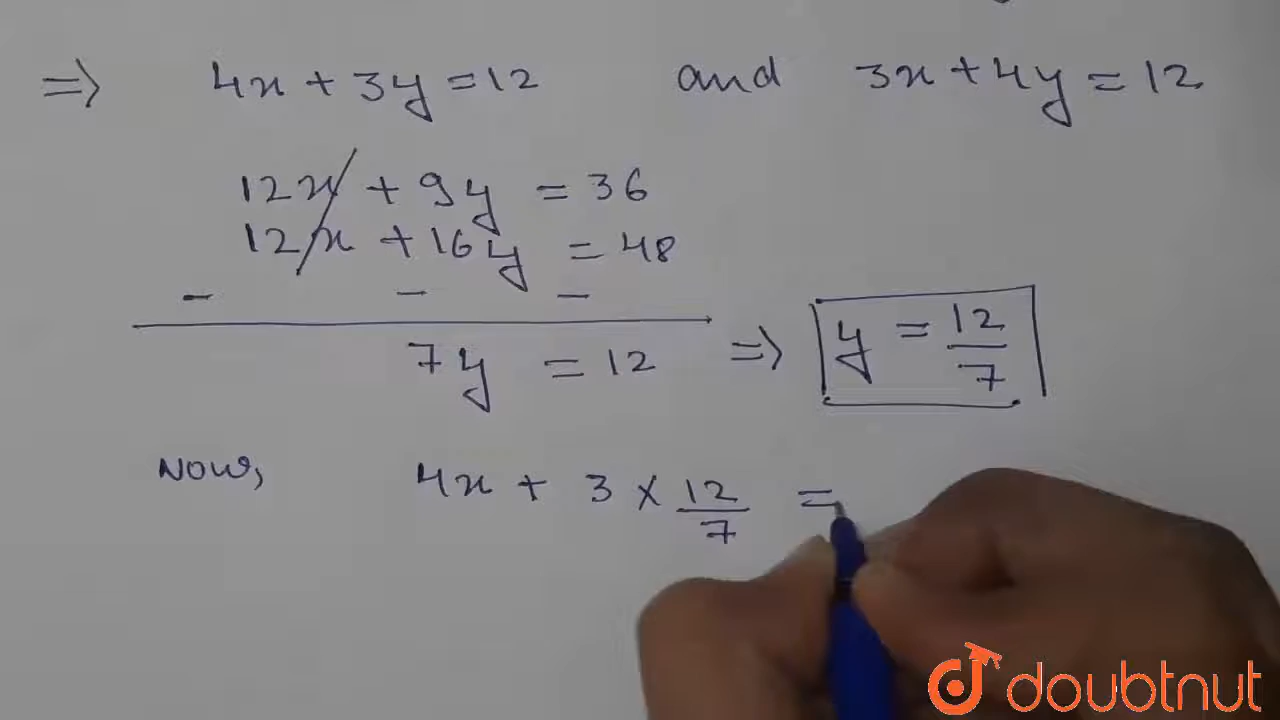 ⇒ 4x + 3y = 12 and 3x + 4y = 12
12x + 9y = 36
12x + 16y = 48
- - -
7y = 12 ⇒ y = 12/7
Now, 4x + 3 × 12/7 =
doubtnut